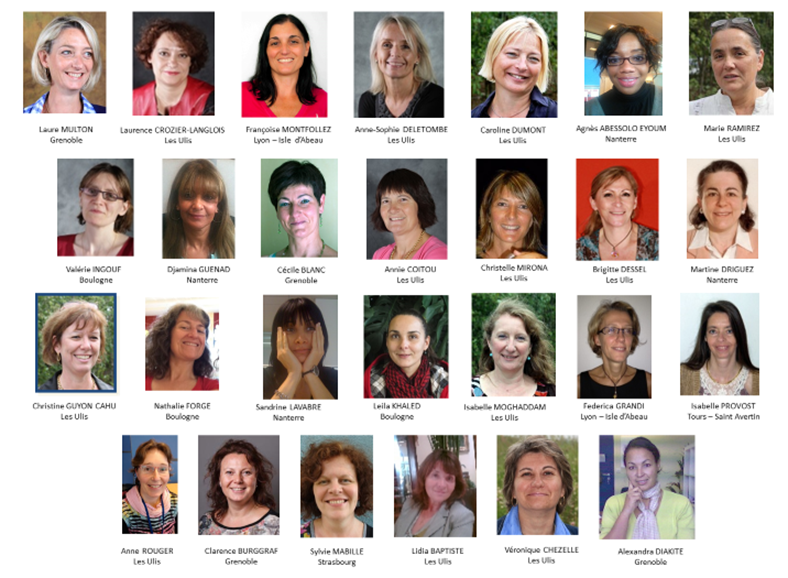 Laure MULTON
Grenoble
Laurence CROZIER-LANGLOIS
Les Ulis
Françoise MONTFOLLEZ
Lyon – Isle d'Abeau
Anne-Sophie DELETOMBE
Les Ulis
Caroline DUMONT
Les Ulis
Agnès ABESSOLO EYOUM
Nanterre
Marie RAMIREZ
Les Ulis
Valérie INGOUF
Boulogne
Djamina GUENAD
Nanterre
Cécile BLANC
Grenoble
Annie COITOU
Les Ulis
Christelle MIRONA
Les Ulis
Brigitte DESSEL
Les Ulis
Martine DRIGUEZ
Nanterre
Christine GUYON CAHU
Les Ulis
Nathalie FORGE
Boulogne
Sandrine LAVABRE
Nanterre
Leila KHALED
Boulogne
Isabelle MOGHADDAM
Les Ulis
Federica GRANDI
Lyon – Isle d'Abeau
Isabelle PROVOST
Tours – Saint Avertin
Anne ROUGER
Les Ulis
Clarence BURGGRAF
Grenoble
Sylvie MABILLE
Strasbourg
Lidia BAPTISTE
Les Ulis
Véronique CHEZELLE
Les Ulis
Alexandra DIAKITE
Grenoble